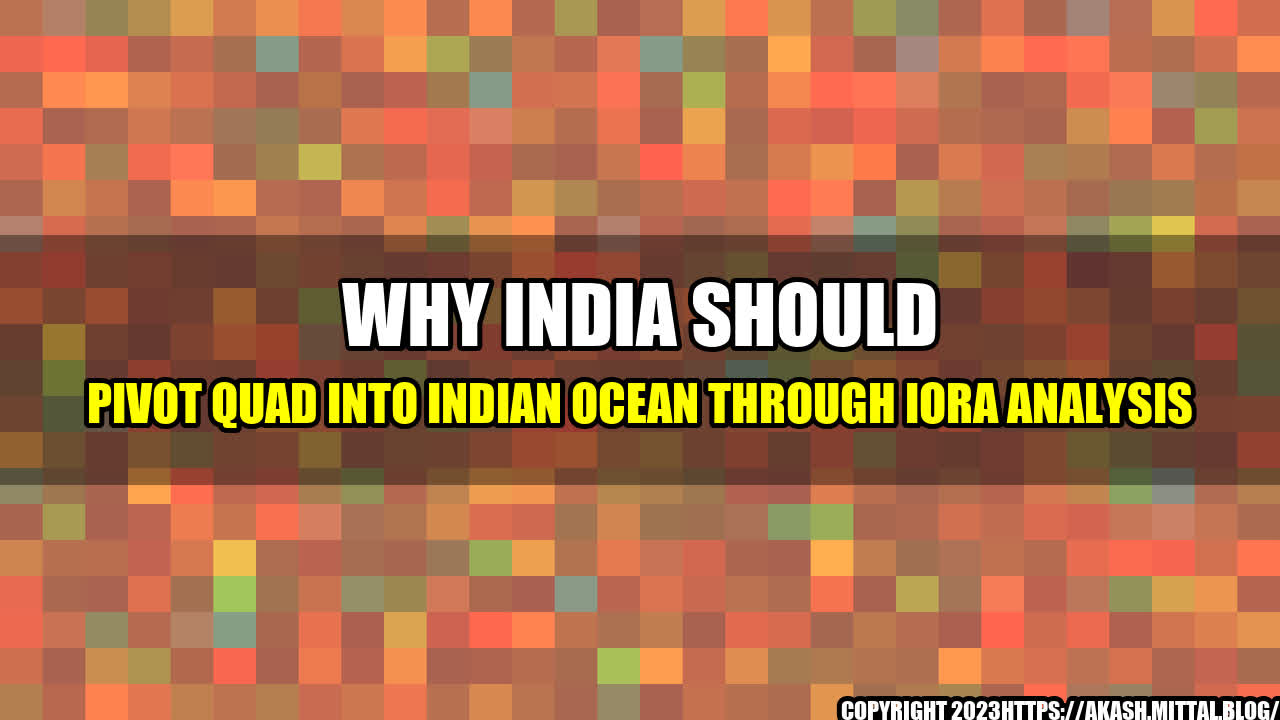 WHY INDIA SHOULD
PIVOT QUAD INTO INDIAN OCEAN THROUGH IORA ANALYSIS
COPYRIGHT 2023HTTPS://AKASH.MITTAL.BLOG/